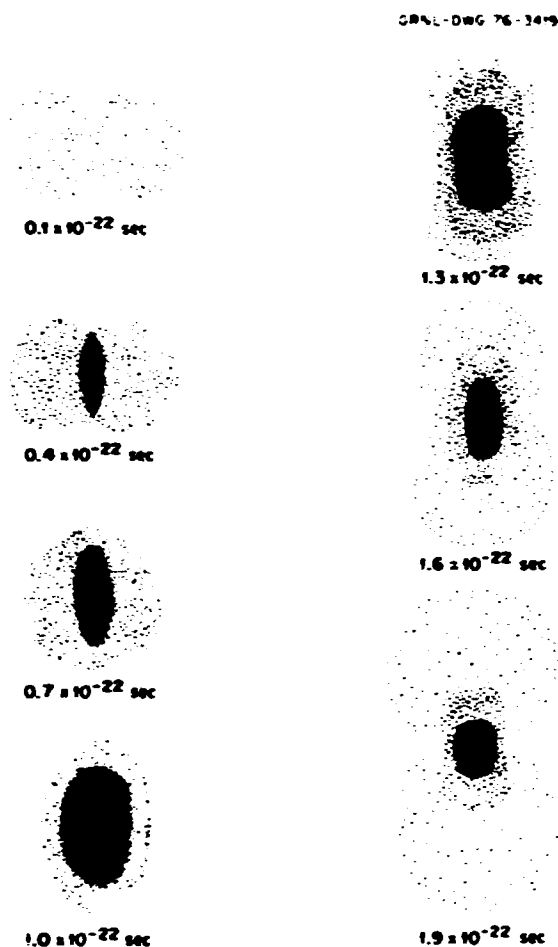 ORNL-DWG 76-3419
0.1 x 10⁻²² sec
0.4 x 10⁻²² sec
0.7 x 10⁻²² sec
1.0 x 10⁻²² sec
1.3 x 10⁻²² sec
1.6 x 10⁻²² sec
1.9 x 10⁻²² sec